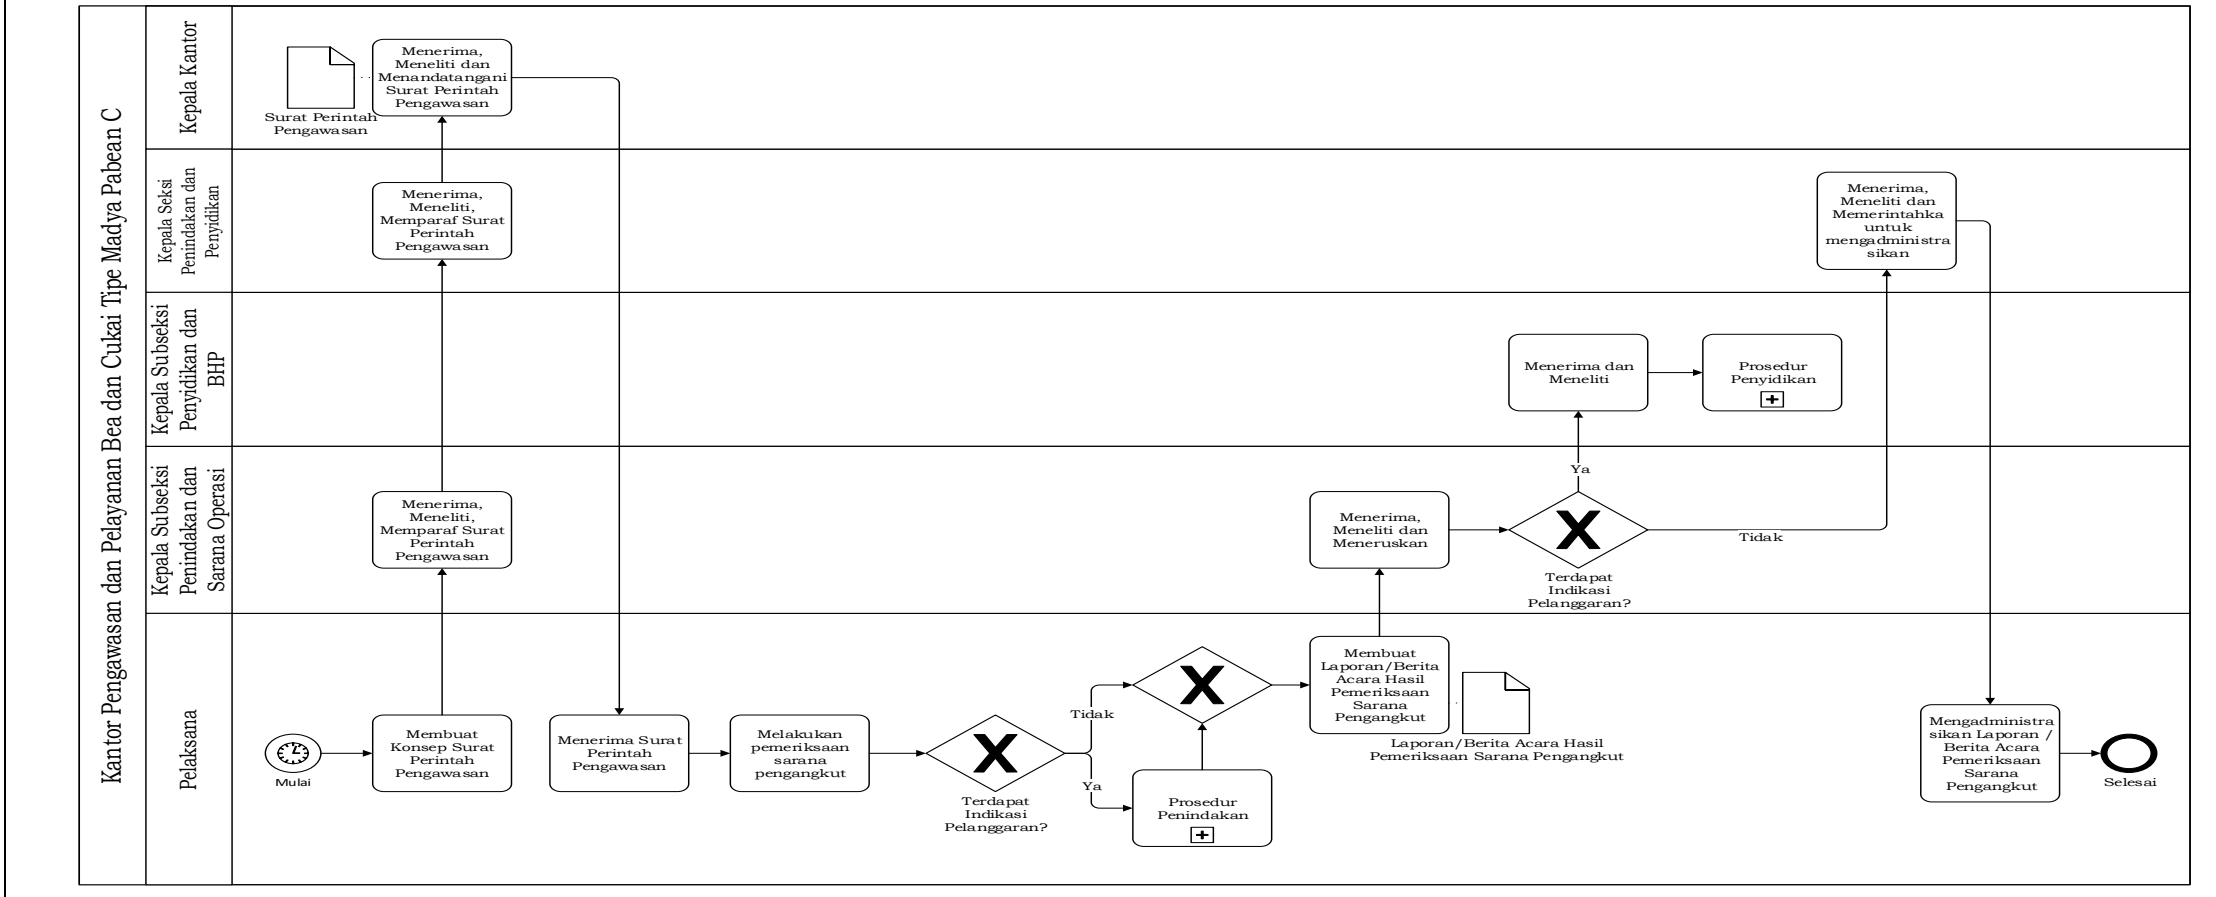 Kantor Pengawasan dan Pelayanan Bea dan Cukai Tipe Madya Pabean C
Kepala Kantor
Surat Perintah
Pengawasan
Menerima,
Meneliti dan
Menandatangani
Surat Perintah
Pengawasan
Kepala Seksi
Penindakan dan
Penyidikan
Menerima,
Meneliti,
Memparaf Surat
Perintah
Pengawasan
Menerima,
Meneliti dan
Memerintahka
untuk
mengadministra
sikan
Kepala Subseksi
Penyidikan dan
BHP
Menerima dan
Meneliti
Prosedur
Penyidikan
Kepala Subseksi
Penindakan dan
Sarana Operasi
Menerima,
Meneliti,
Memparaf Surat
Perintah
Pengawasan
Menerima,
Meneliti dan
Meneruskan
Ya
Tidak
Terdapat
Indikasi
Pelanggaran?
Pelaksana
Mulai
Membuat
Konsep Surat
Perintah
Pengawasan
Menerima Surat
Perintah
Pengawasan
Melakukan
pemeriksaan
sarana
pengangkut
Terdapat
Indikasi
Pelanggaran?
Tidak
Ya
Prosedur
Penindakan
Membuat
Laporan/Berita
Acara Hasil
Pemeriksaan
Sarana
Pengangkut
Laporan/Berita Acara Hasil
Pemeriksaan Sarana Pengangkut
Mengadministra
sikan Laporan /
Berita Acara
Pemeriksaan
Sarana
Pengangkut
Selesai